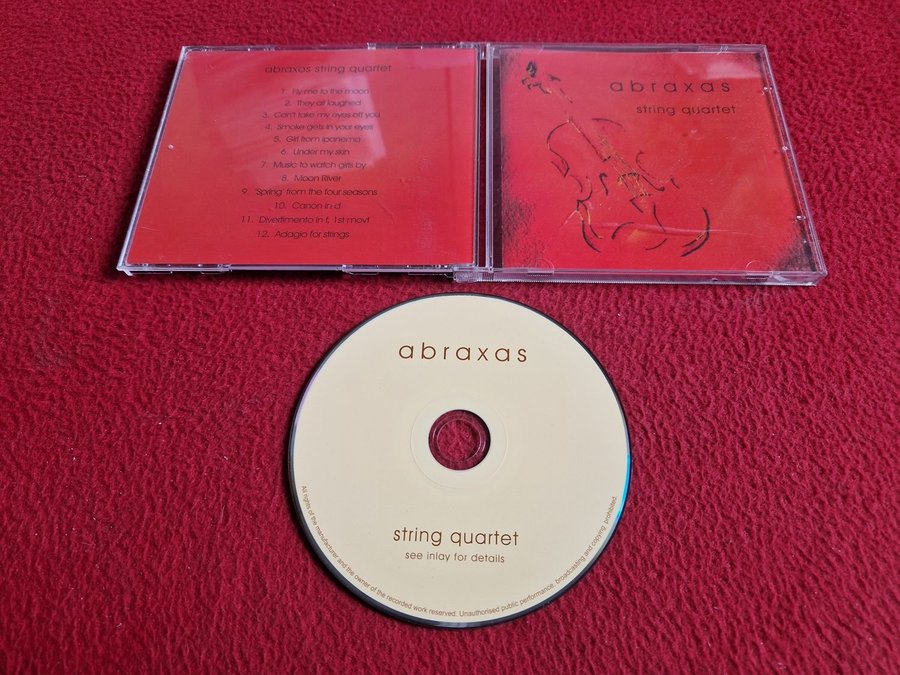 abraxas string quartet
1. Fly me to the moon
2. They all laughed
3. Can't take my eyes off you
4. Smoke gets in your eyes
5. Girl from ipanema
6. Under my skin
7. Music to watch girls by
8. Moon River
9. 'Spring' from the four seasons
10. Canon in d
11. Divertimento in f, 1st movt
12. Adagio for strings
abraxas
string quartet
abraxas
string quartet
see inlay for details
All rights of the manufacturer and the owner of the recorded work reserved. Unauthorised public performance, broadcasting and copying prohibited.